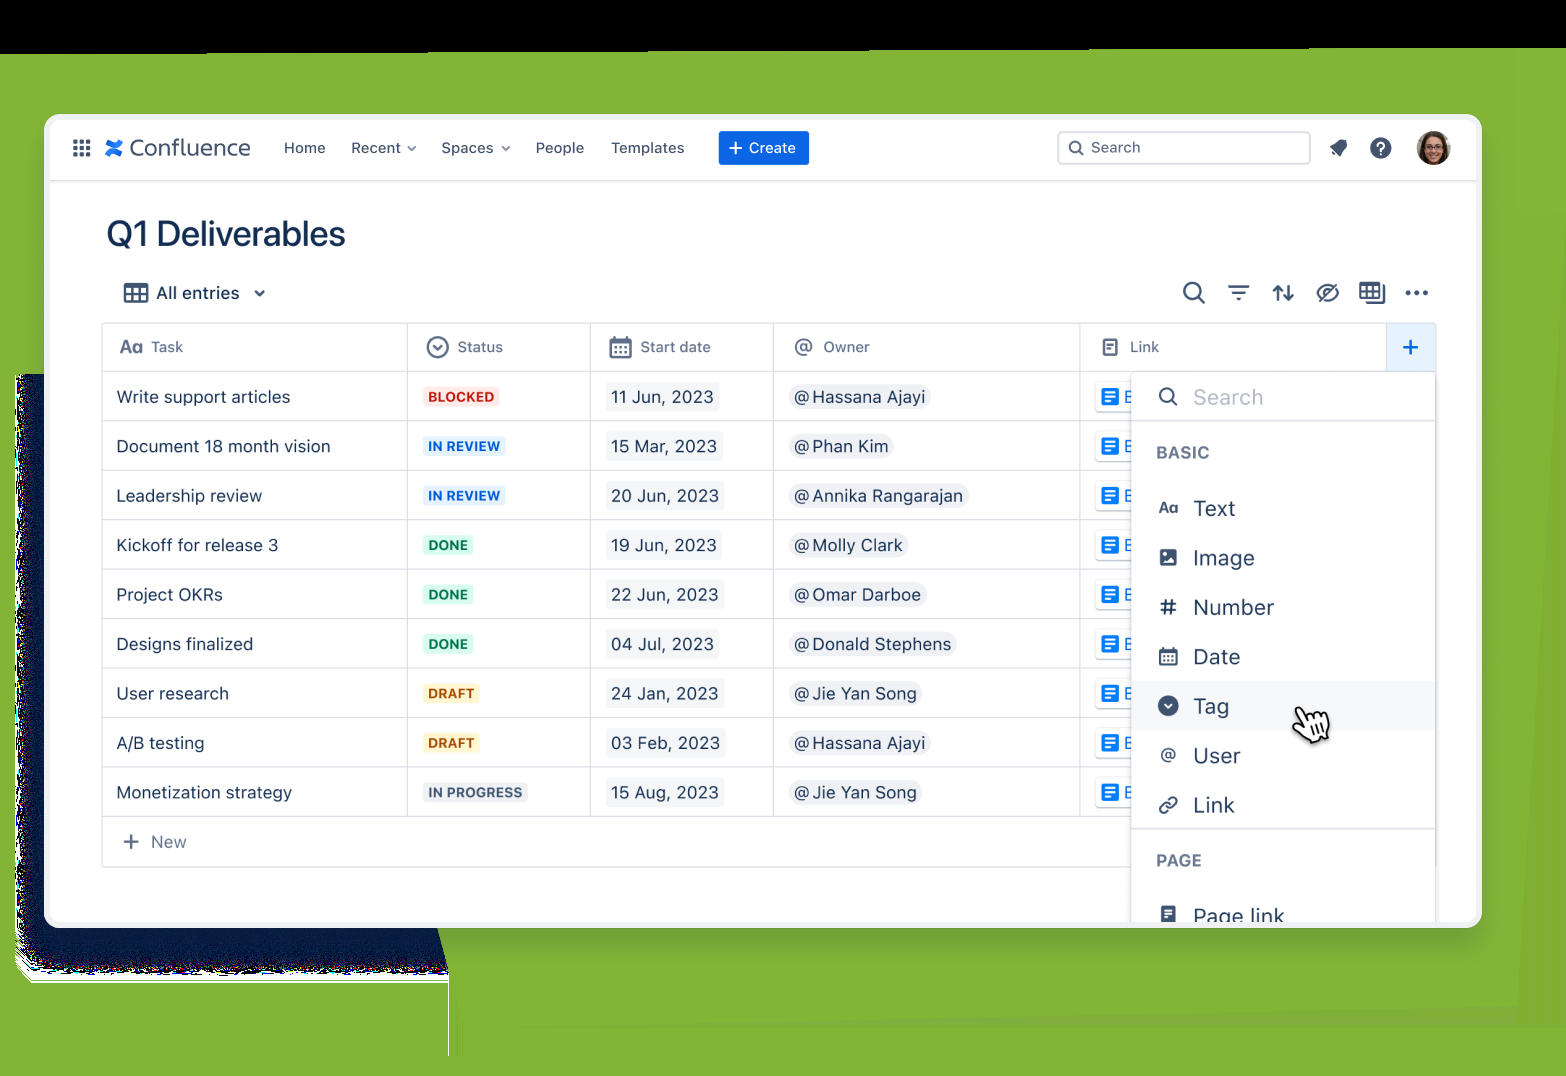 Confluence Home Recent Spaces People Templates + Create Search ?
Q1 Deliverables
All entries
Aa Task Status Start date @ Owner Link +
Write support articles BLOCKED 11 Jun, 2023 @Hassana Ajayi
Search
Document 18 month vision IN REVIEW 15 Mar, 2023 @Phan Kim
BASIC
Leadership review IN REVIEW 20 Jun, 2023 @Annika Rangarajan
Aa Text
Kickoff for release 3 DONE 19 Jun, 2023 @Molly Clark
Image
Project OKRs DONE 22 Jun, 2023 @Omar Darboe
# Number
Designs finalized DONE 04 Jul, 2023 @Donald Stephens
Date
User research DRAFT 24 Jan, 2023 @Jie Yan Song
Tag
A/B testing DRAFT 03 Feb, 2023 @Hassana Ajayi
@ User
Monetization strategy IN PROGRESS 15 Aug, 2023 @Jie Yan Song
Link
+ New
PAGE
Page link